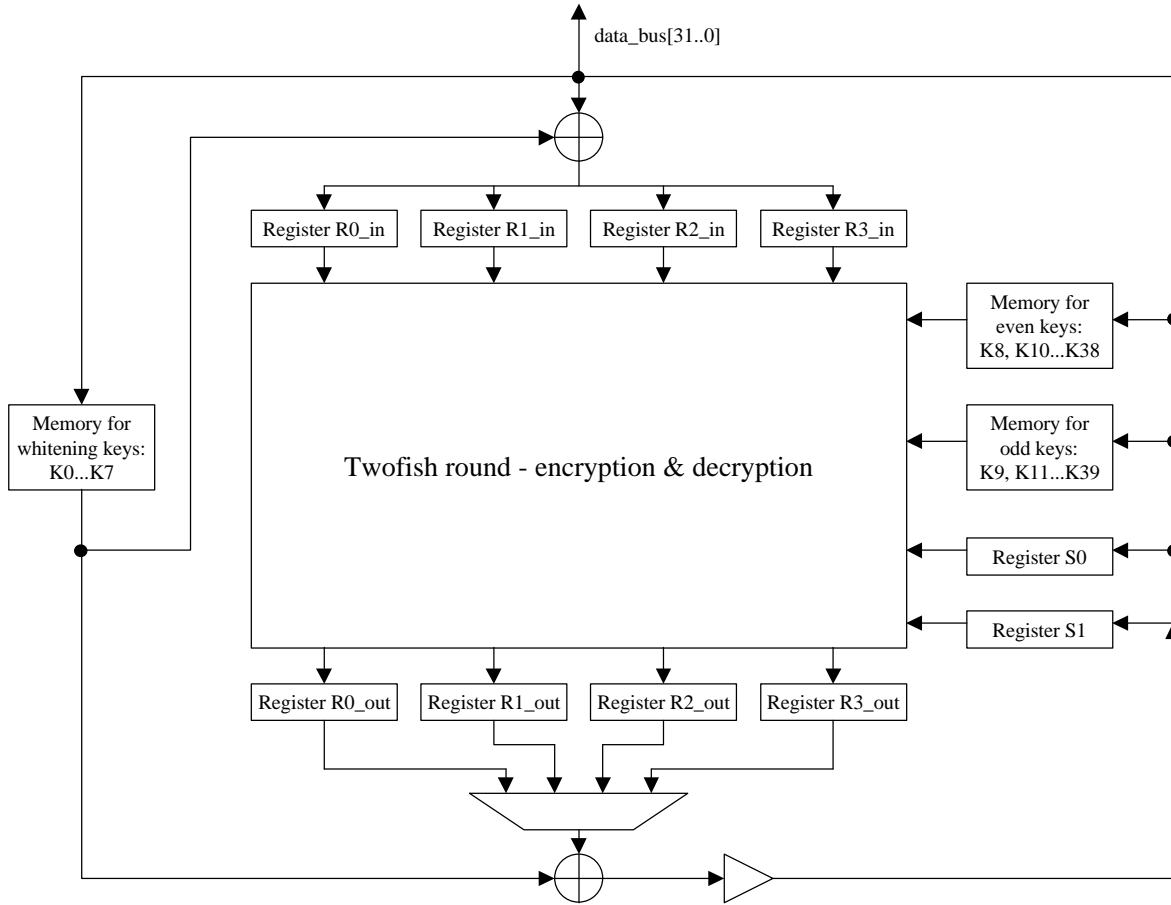 data_bus[31..0]
Register R0_in
Register R1_in
Register R2_in
Register R3_in
Memory for
even keys:
K8, K10...K38
Memory for
whitening keys:
K0...K7
Memory for
odd keys:
K9, K11...K39
Twofish round - encryption & decryption
Register S0
Register S1
Register R0_out
Register R1_out
Register R2_out
Register R3_out